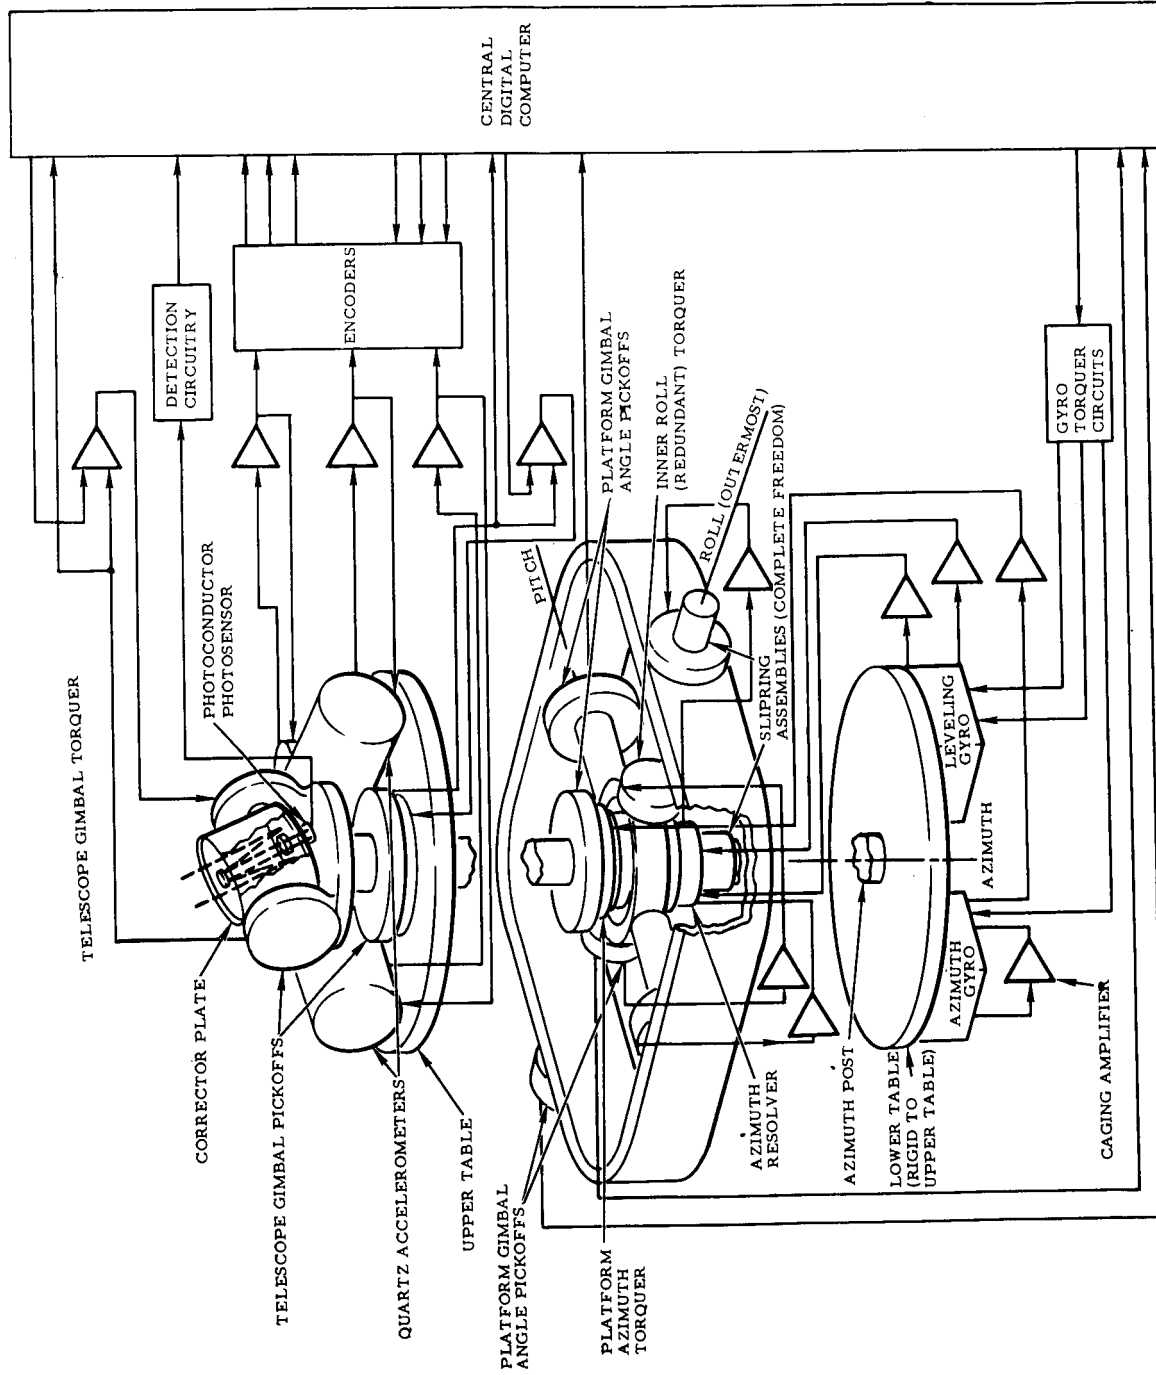 CENTRAL
DIGITAL
COMPUTER
DETECTION
CIRCUITRY
ENCODERS
GYRO
TORQUER
CIRCUITS
TELESCOPE GIMBAL TORQUER
PHOTOCONDUCTOR
PHOTOSENSOR
CORRECTOR PLATE
TELESCOPE GIMBAL PICKOFFS
QUARTZ ACCELEROMETERS
UPPER TABLE
PLATFORM GIMBAL
ANGLE PICKOFFS
INNER ROLL
(REDUNDANT) TORQUER
PITCH
ROLL (OUTERMOST)
SLIPRING
ASSEMBLIES (COMPLETE FREEDOM)
PLATFORM GIMBAL
ANGLE PICKOFFS
PLATFORM
AZIMUTH
TORQUER
AZIMUTH
RESOLVER
AZIMUTH POST
LOWER TABLE
(RIGID TO
UPPER TABLE)
LEVELING
GYRO
AZIMUTH
AZIMUTH
GYRO
CAGING AMPLIFIER